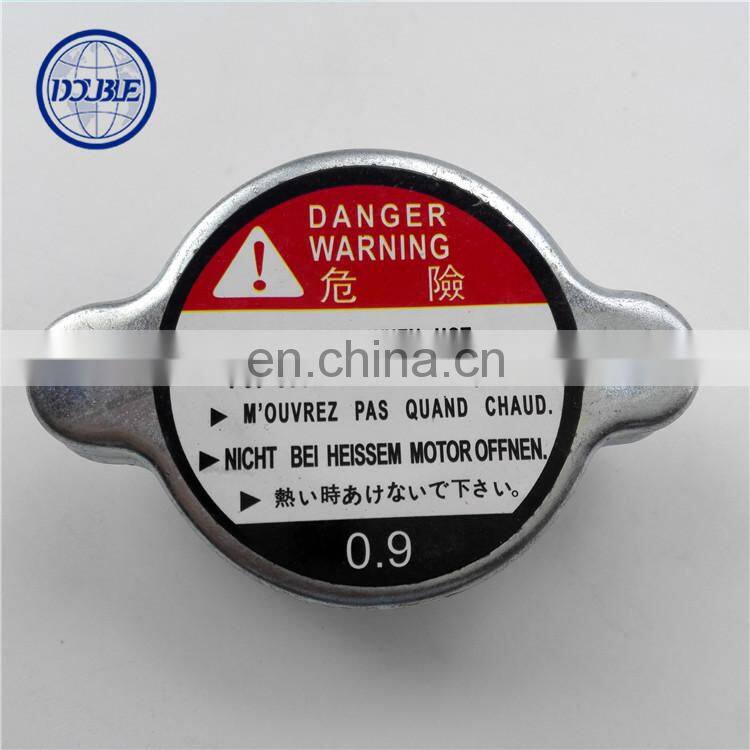 DOUBLE
DANGER
WARNING
危 險
en.china.cn
▶ M'OUVREZ PAS QUAND CHAUD.
▶ NICHT BEI HEISSEM MOTOR OFFNEN.
▶ 熱い時あけないで下さい。
0.9